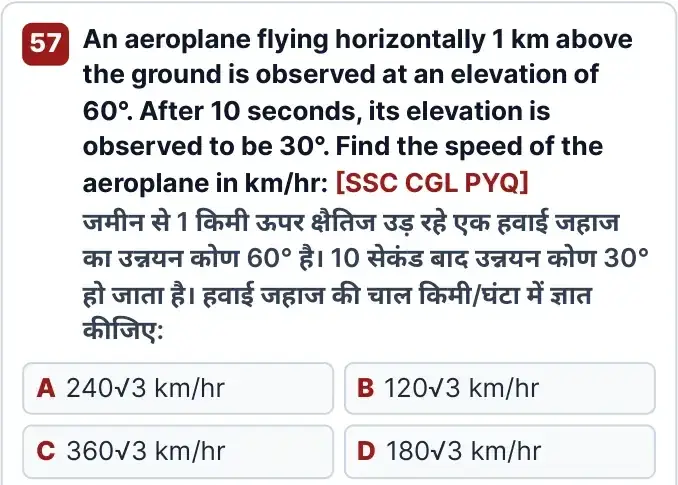 57 An aeroplane flying horizontally 1 km above
the ground is observed at an elevation of
60°. After 10 seconds, its elevation is
observed to be 30°. Find the speed of the
aeroplane in km/hr: [SSC CGL PYQ]
जमीन से 1 किमी ऊपर क्षैतिज उड़ रहे एक हवाई जहाज
का उन्नयन कोण 60° है। 10 सेकंड बाद उन्नयन कोण 30°
हो जाता है। हवाई जहाज की चाल किमी/घंटा में ज्ञात
कीजिए:
A 240√3 km/hr
B 120√3 km/hr
C 360√3 km/hr
D 180√3 km/hr